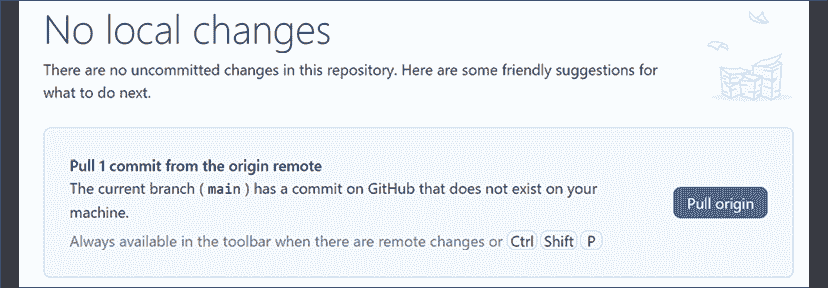 No local changes
There are no uncommitted changes in this repository. Here are some friendly suggestions for
what to do next.
Pull 1 commit from the origin remote
The current branch ( main ) has a commit on GitHub that does not exist on your
machine.
Pull origin
Always available in the toolbar when there are remote changes or Ctrl Shift P